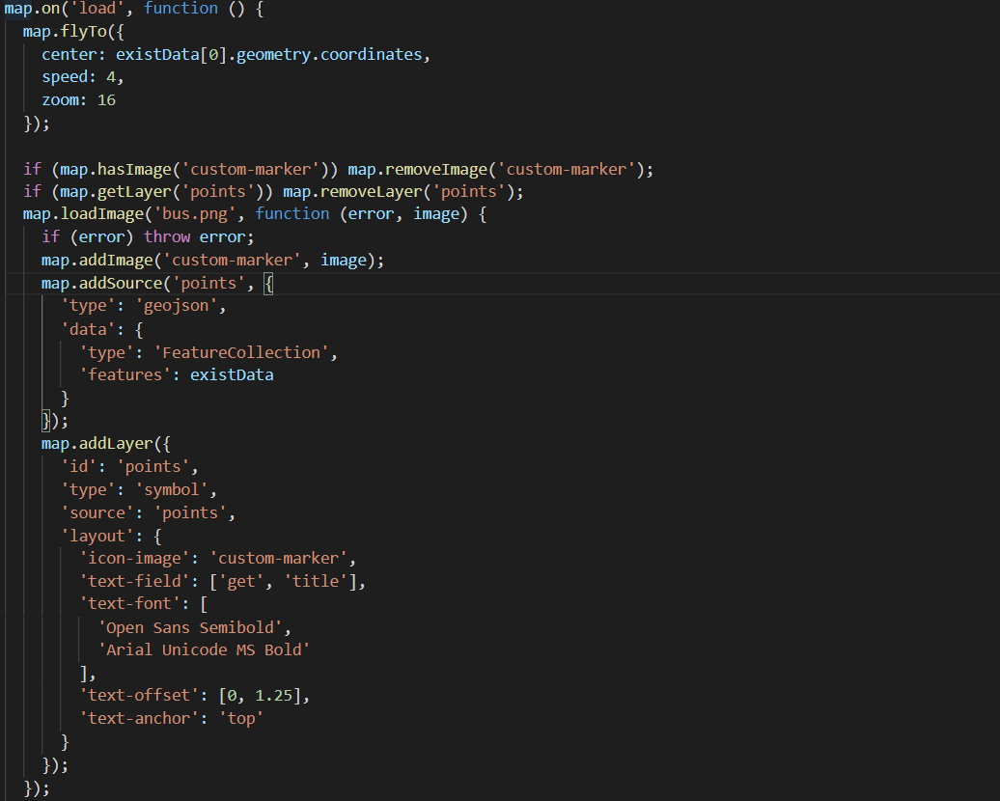 map.on('load', function () {
  map.flyTo({
    center: existData[0].geometry.coordinates,
    speed: 4,
    zoom: 16
  });

  if (map.hasImage('custom-marker')) map.removeImage('custom-marker');
  if (map.getLayer('points')) map.removeLayer('points');
  map.loadImage('bus.png', function (error, image) {
    if (error) throw error;
    map.addImage('custom-marker', image);
    map.addSource('points', {
      'type': 'geojson',
      'data': {
        'type': 'FeatureCollection',
        'features': existData
      }
    });
    map.addLayer({
      'id': 'points',
      'type': 'symbol',
      'source': 'points',
      'layout': {
        'icon-image': 'custom-marker',
        'text-field': ['get', 'title'],
        'text-font': [
          'Open Sans Semibold',
          'Arial Unicode MS Bold'
        ],
        'text-offset': [0, 1.25],
        'text-anchor': 'top'
      }
    });
  });